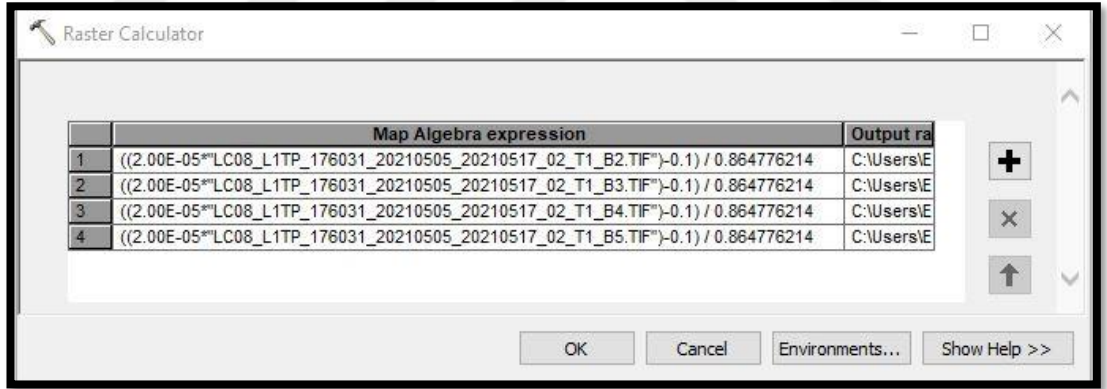 Raster Calculator
Map Algebra expression Output ra
1 ((2.00E-05*"LC08_L1TP_176031_20210505_20210517_02_T1_B2.TIF")-0.1) / 0.864776214 C:\Users\E
2 ((2.00E-05*"LC08_L1TP_176031_20210505_20210517_02_T1_B3.TIF")-0.1) / 0.864776214 C:\Users\E
3 ((2.00E-05*"LC08_L1TP_176031_20210505_20210517_02_T1_B4.TIF")-0.1) / 0.864776214 C:\Users\E
4 ((2.00E-05*"LC08_L1TP_176031_20210505_20210517_02_T1_B5.TIF")-0.1) / 0.864776214 C:\Users\E
OK Cancel Environments... Show Help >>